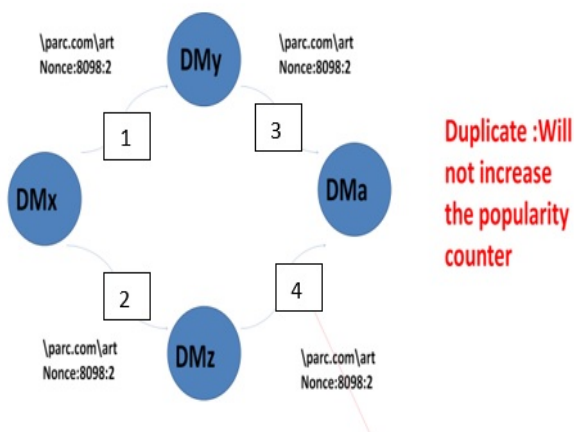 \parc.com\art
Nonce:8098:2
DMy
\parc.com\art
Nonce:8098:2
1
3
Duplicate :Will
not increase
the popularity
counter
DMx
DMa
2
4
\parc.com\art
Nonce:8098:2
DMz
\parc.com\art
Nonce:8098:2